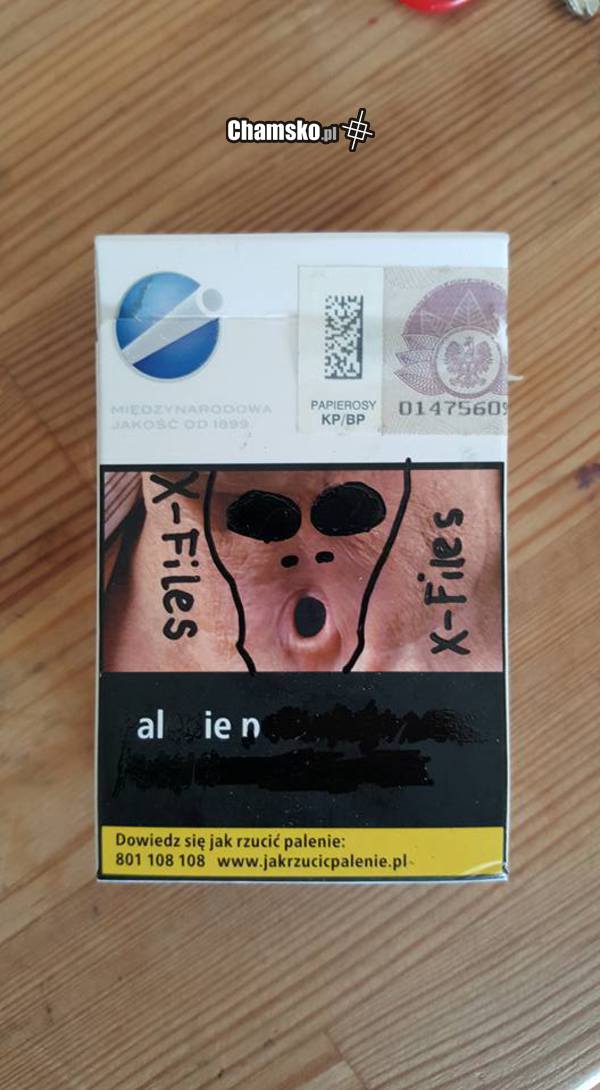 Chamsko.pl
MIĘDZYNARODOWA
JAKOŚĆ OD 1899
PAPIEROSY
KP/BP
01475609
X-Files
X-Files
al ie n
Dowiedz się jak rzucić palenie:
801 108 108 www.jakrzucicpalenie.pl